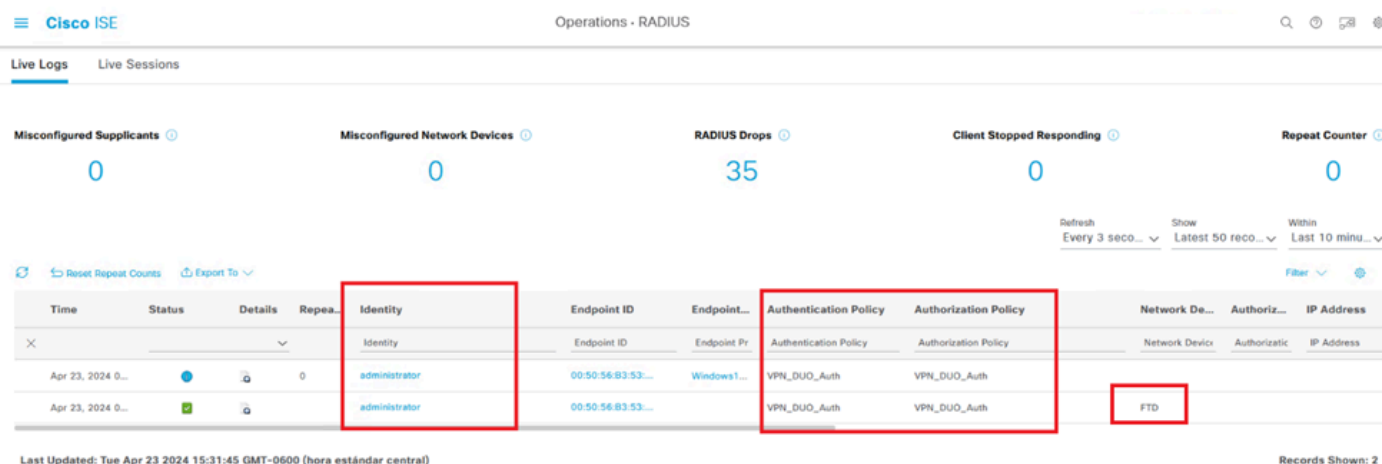 Cisco ISE
Operations · RADIUS
Live Logs Live Sessions
Misconfigured Supplicants Misconfigured Network Devices RADIUS Drops Client Stopped Responding Repeat Counter
0 0 35 0 0
Refresh Show Within
Every 3 seco... Latest 50 reco... Last 10 minu...
Reset Repeat Counts Export To Filter
Time Status Details Repea... Identity Endpoint ID Endpoint... Authentication Policy Authorization Policy Network De... Authoriz... IP Address
Identity Endpoint ID Endpoint Pr Authentication Policy Authorization Policy Network Device Authorizatic IP Address
Apr 23, 2024 0... 0 administrator 00:50:56:B3:53:... Windows1... VPN_DUO_Auth VPN_DUO_Auth
Apr 23, 2024 0... administrator 00:50:56:B3:53:... VPN_DUO_Auth VPN_DUO_Auth FTD
Last Updated: Tue Apr 23 2024 15:31:45 GMT-0600 (hora estándar central) Records Shown: 2